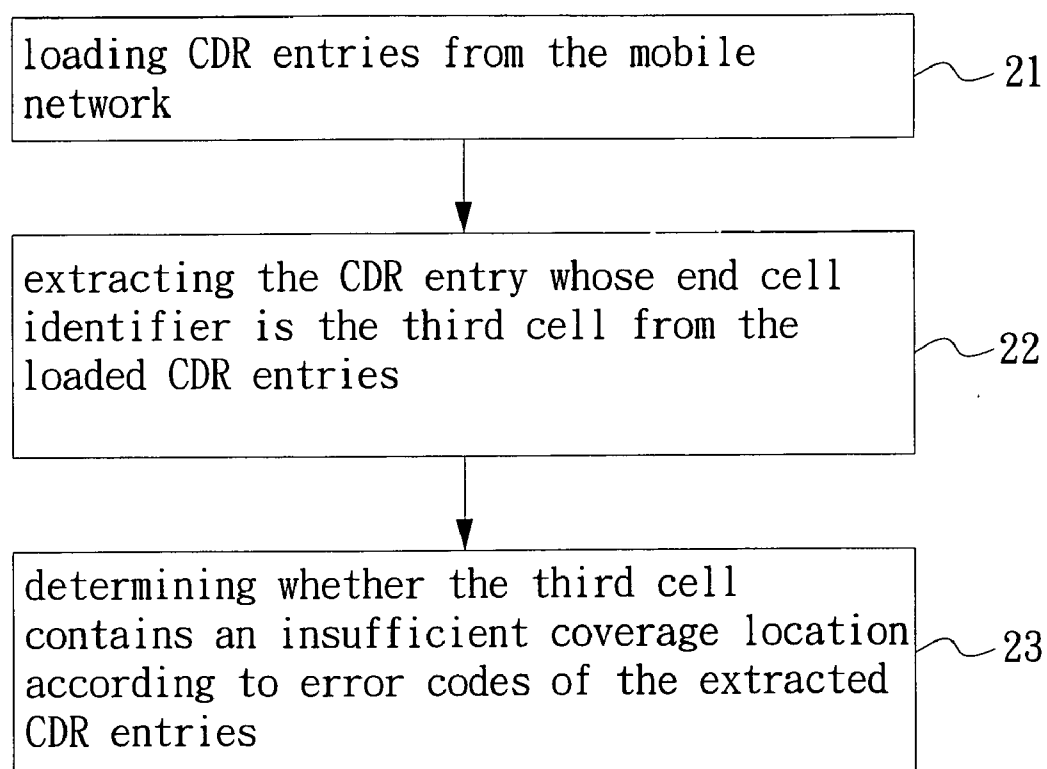 loading CDR entries from the mobile
network
21
extracting the CDR entry whose end cell
identifier is the third cell from the
loaded CDR entries
22
determining whether the third cell
contains an insufficient coverage location
according to error codes of the extracted
CDR entries
23